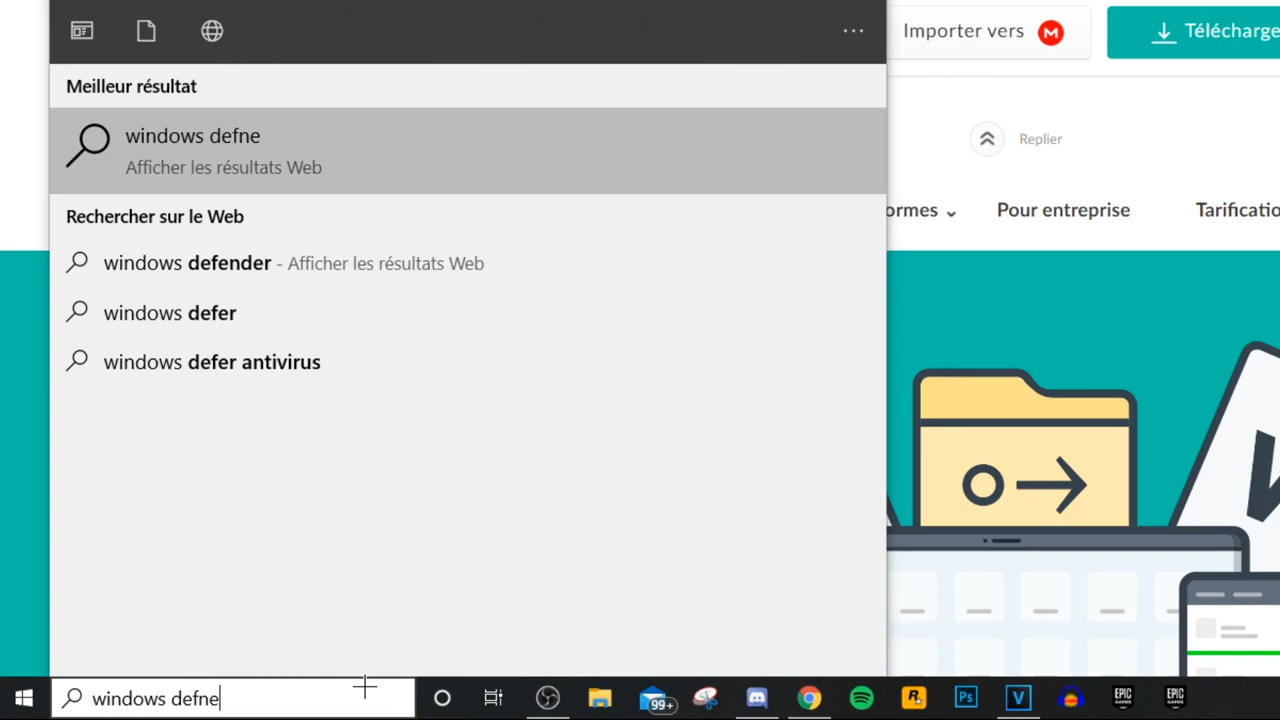 Importer vers
M
Télécharge
Meilleur résultat
windows defne
Afficher les résultats Web
Replier
Rechercher sur le Web
ormes
Pour entreprise
Tarificatio
windows defender - Afficher les résultats Web
windows defer
windows defer antivirus
windows defne
99+
R
Ps
V
EPIC
GAMES
EPIC
GAMES